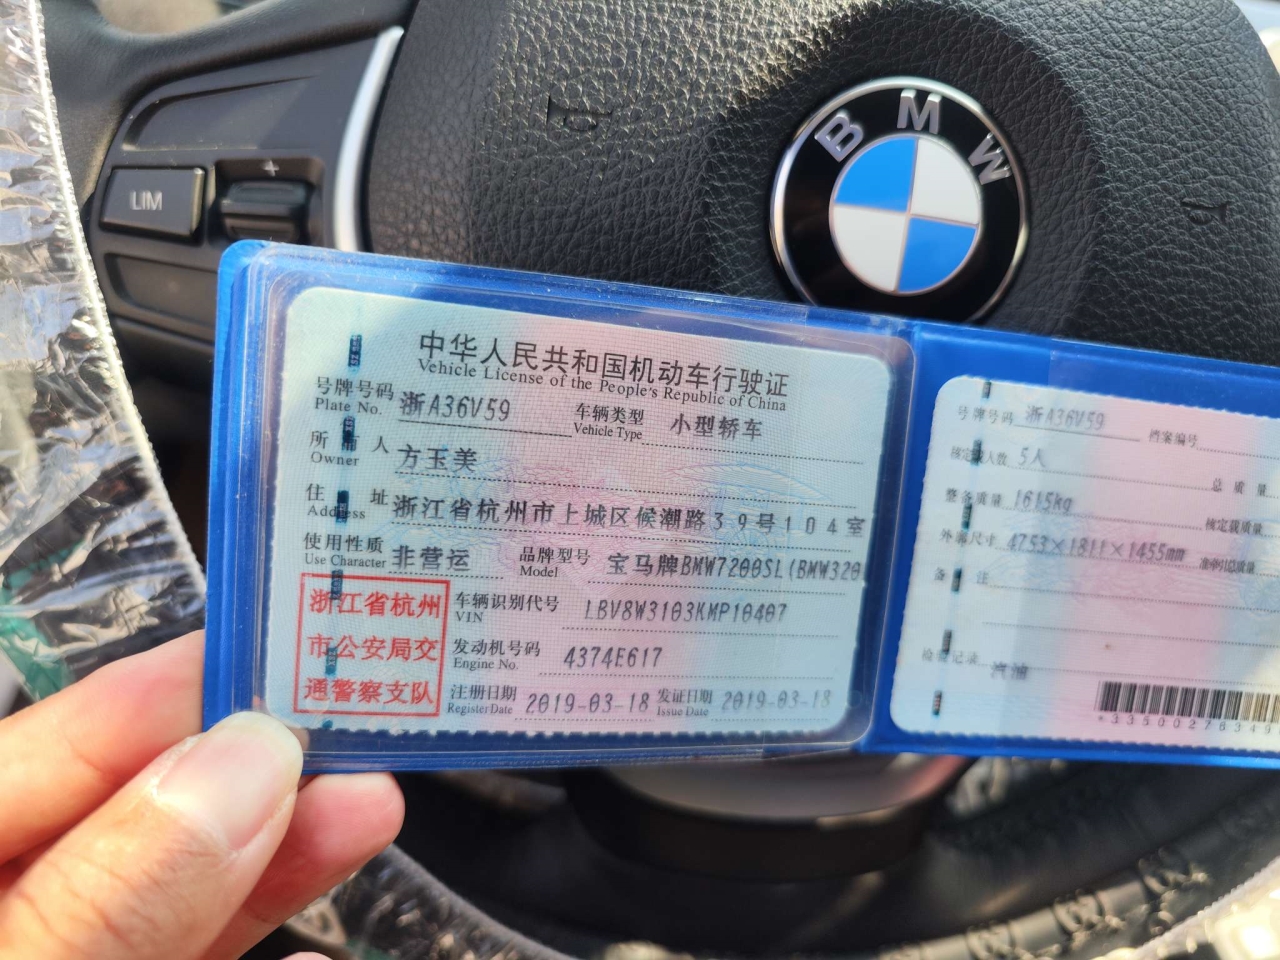 BMW
LIM
+
中华人民共和国机动车行驶证
Vehicle License of the People's Republic of China
号牌号码 浙A36V59 车辆类型 小型轿车
Plate No. Vehicle Type
所有人 方玉美
Owner
住址 浙江省杭州市上城区候潮路39号104室
Address
使用性质 非营运 品牌型号 宝马牌BMW7200SL(BMW320
Use Character Model
浙江省杭州
市公安局交
通警察支队
车辆识别代号 LBV8W3103KMP10407
VIN
发动机号码 4374E617
Engine No.
注册日期 2019-03-18 发证日期 2019-03-18
Register Date Issue Date
号牌号码 浙A36V59 档案编号
核定载人数 5人 总质量
整备质量 1615kg 核定载质量
外廓尺寸 4753×1811×1455mm 准牵引总质量
备注
检验记录 汽油